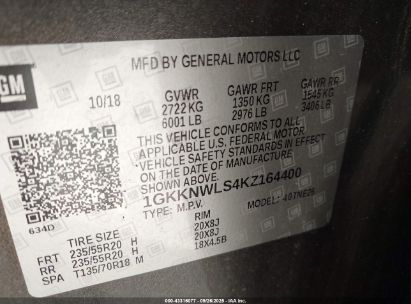 MFD BY GENERAL MOTORS LLC
GM
10/18 GVWR GAWR FRT GAWR RR
2722 KG 1350 KG 1545 KG
6001 LB 2976 LB 3406 LB
THIS VEHICLE CONFORMS TO ALL
APPLICABLE U.S. FEDERAL MOTOR
VEHICLE SAFETY STANDARDS IN EFFECT
ON THE DATE OF MANUFACTURE
SHOWN ABOVE.
1GKKNWLS4KZ164400
TYPE: M.P.V. MODEL:
634D
TIRE SIZE RIM
FRT 235/55R20 H 20X8J
RR 235/55R20 H 20X8J
SPA T135/70R18 M 18X4.5B